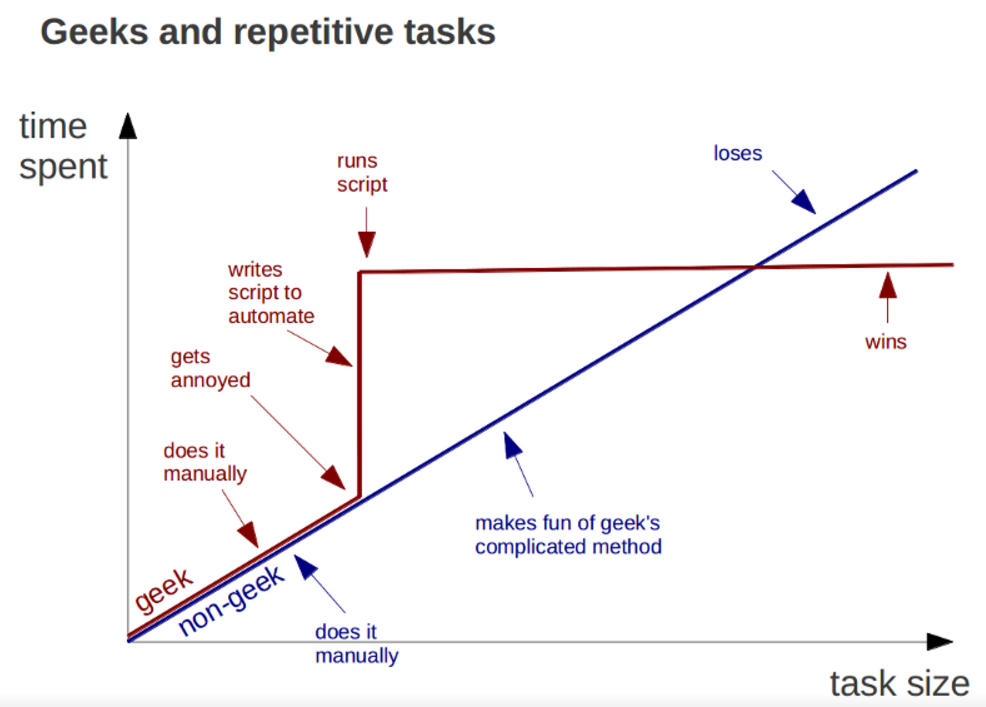 Geeks and repetitive tasks
time
spent
runs
script
loses
writes
script to
automate
wins
gets
annoyed
does it
manually
makes fun of geek's
complicated method
geek
non-geek
does it
manually
task size